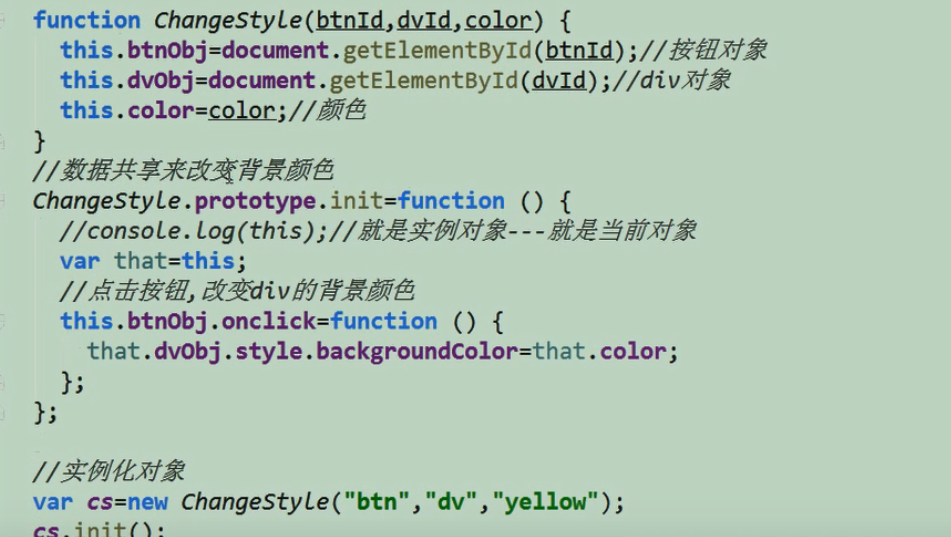 function ChangeStyle(btnId,dvId,color) {
this.btnObj=document.getElementById(btnId);//按钮对象
this.dvObj=document.getElementById(dvId);//div对象
this.color=color;//颜色
}
//数据共享来改变背景颜色
ChangeStyle.prototype.init=function () {
//console.log(this);//就是实例对象---就是当前对象
var that=this;
//点击按钮,改变div的背景颜色
this.btnObj.onclick=function () {
that.dvObj.style.backgroundColor=that.color;
};
};
//实例化对象
var cs=new ChangeStyle("btn","dv","yellow");
cs.init();